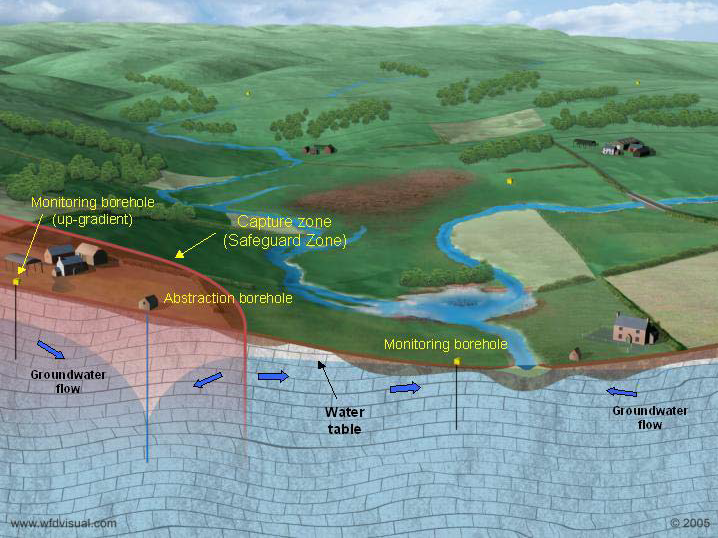 Monitoring borehole
(up-gradient)
Capture zone
(Safeguard Zone)
Abstraction borehole
Monitoring borehole
Groundwater
flow
Water
table
Groundwater
flow
www.wfdvisual.com
© 2005